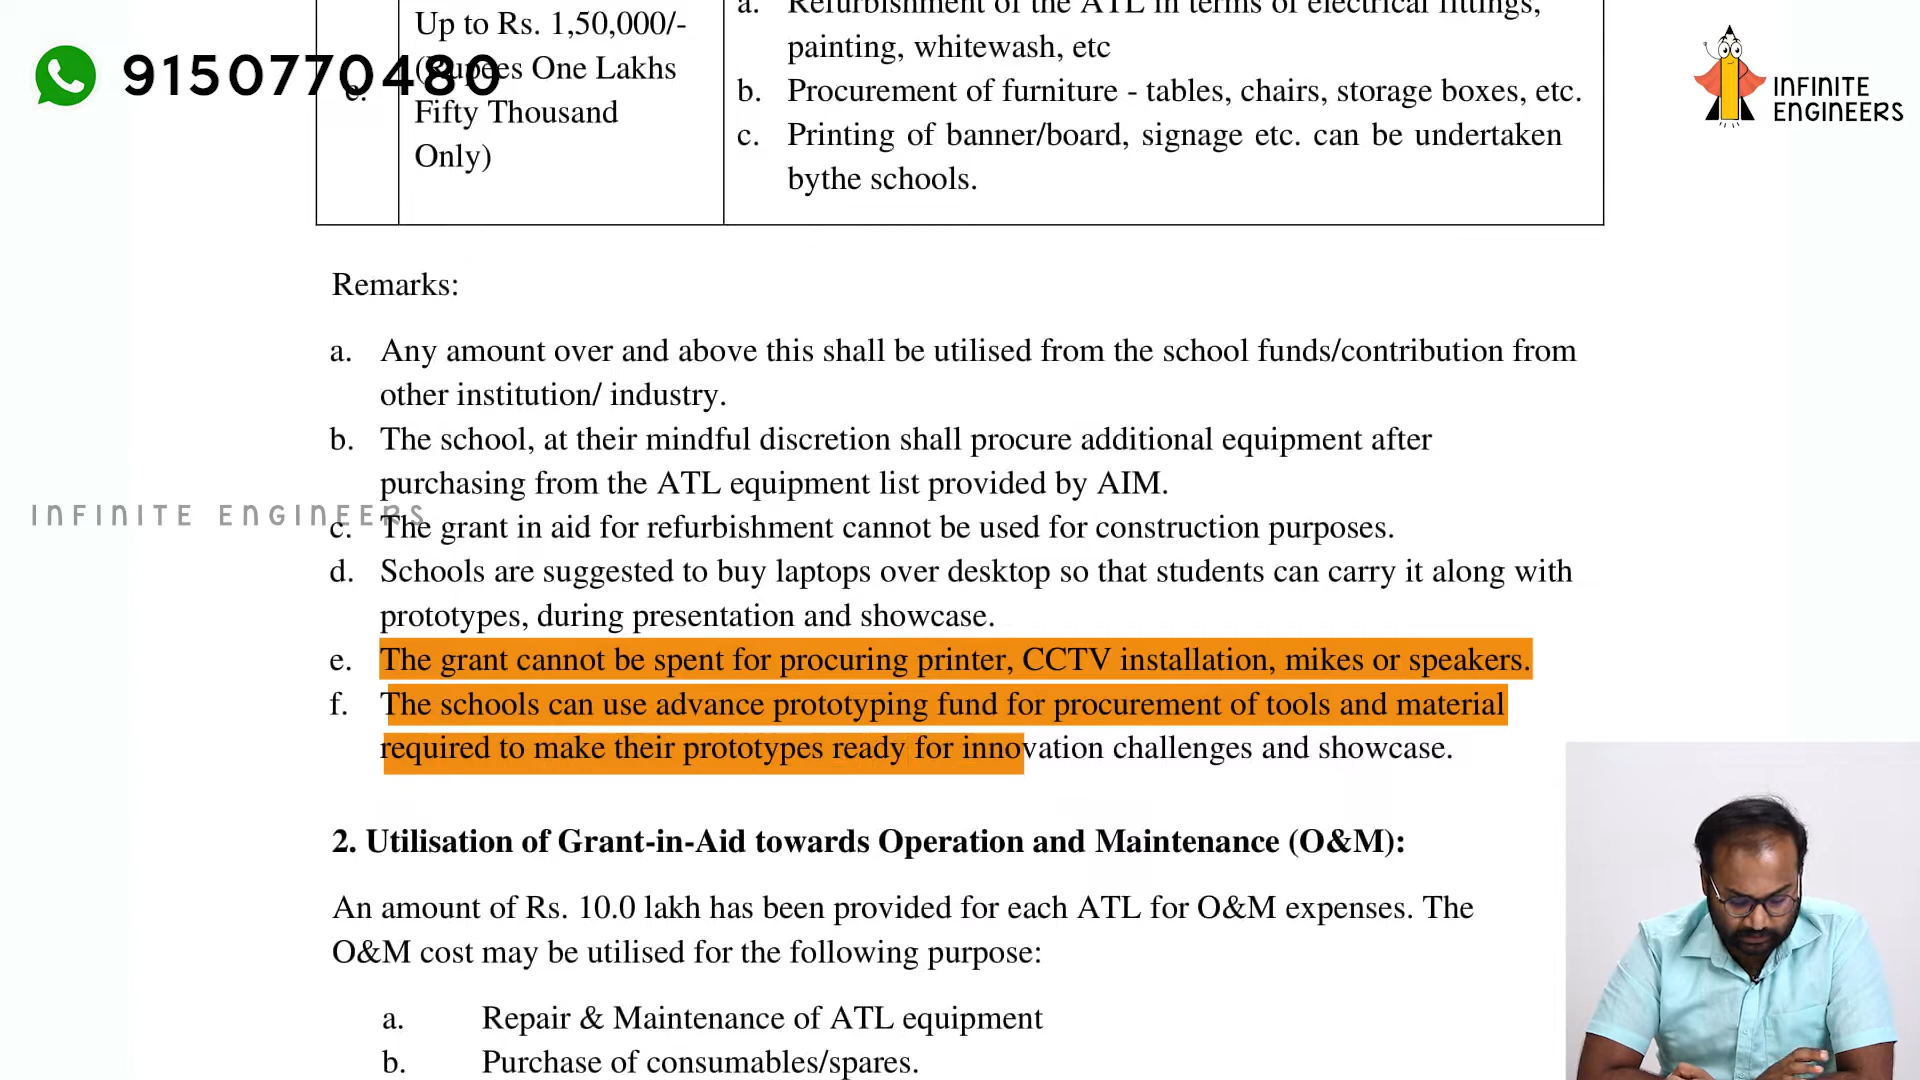 Up to Rs. 1,50,000/-
(Rupees One Lakhs
Fifty Thousand
Only)
a. Refurbishment of the ATL in terms of electrical fittings,
painting, whitewash, etc
b. Procurement of furniture - tables, chairs, storage boxes, etc.
c. Printing of banner/board, signage etc. can be undertaken
bythe schools.
9150770480
INFINITE
ENGINEERS
Remarks:
a. Any amount over and above this shall be utilised from the school funds/contribution from
other institution/ industry.
b. The school, at their mindful discretion shall procure additional equipment after
purchasing from the ATL equipment list provided by AIM.
INFINITE ENGINEERS
c. The grant in aid for refurbishment cannot be used for construction purposes.
d. Schools are suggested to buy laptops over desktop so that students can carry it along with
prototypes, during presentation and showcase.
e. The grant cannot be spent for procuring printer, CCTV installation, mikes or speakers.
f. The schools can use advance prototyping fund for procurement of tools and material
required to make their prototypes ready for innovation challenges and showcase.
2. Utilisation of Grant-in-Aid towards Operation and Maintenance (O&M):
An amount of Rs. 10.0 lakh has been provided for each ATL for O&M expenses. The
O&M cost may be utilised for the following purpose:
a. Repair & Maintenance of ATL equipment
b. Purchase of consumables/spares.